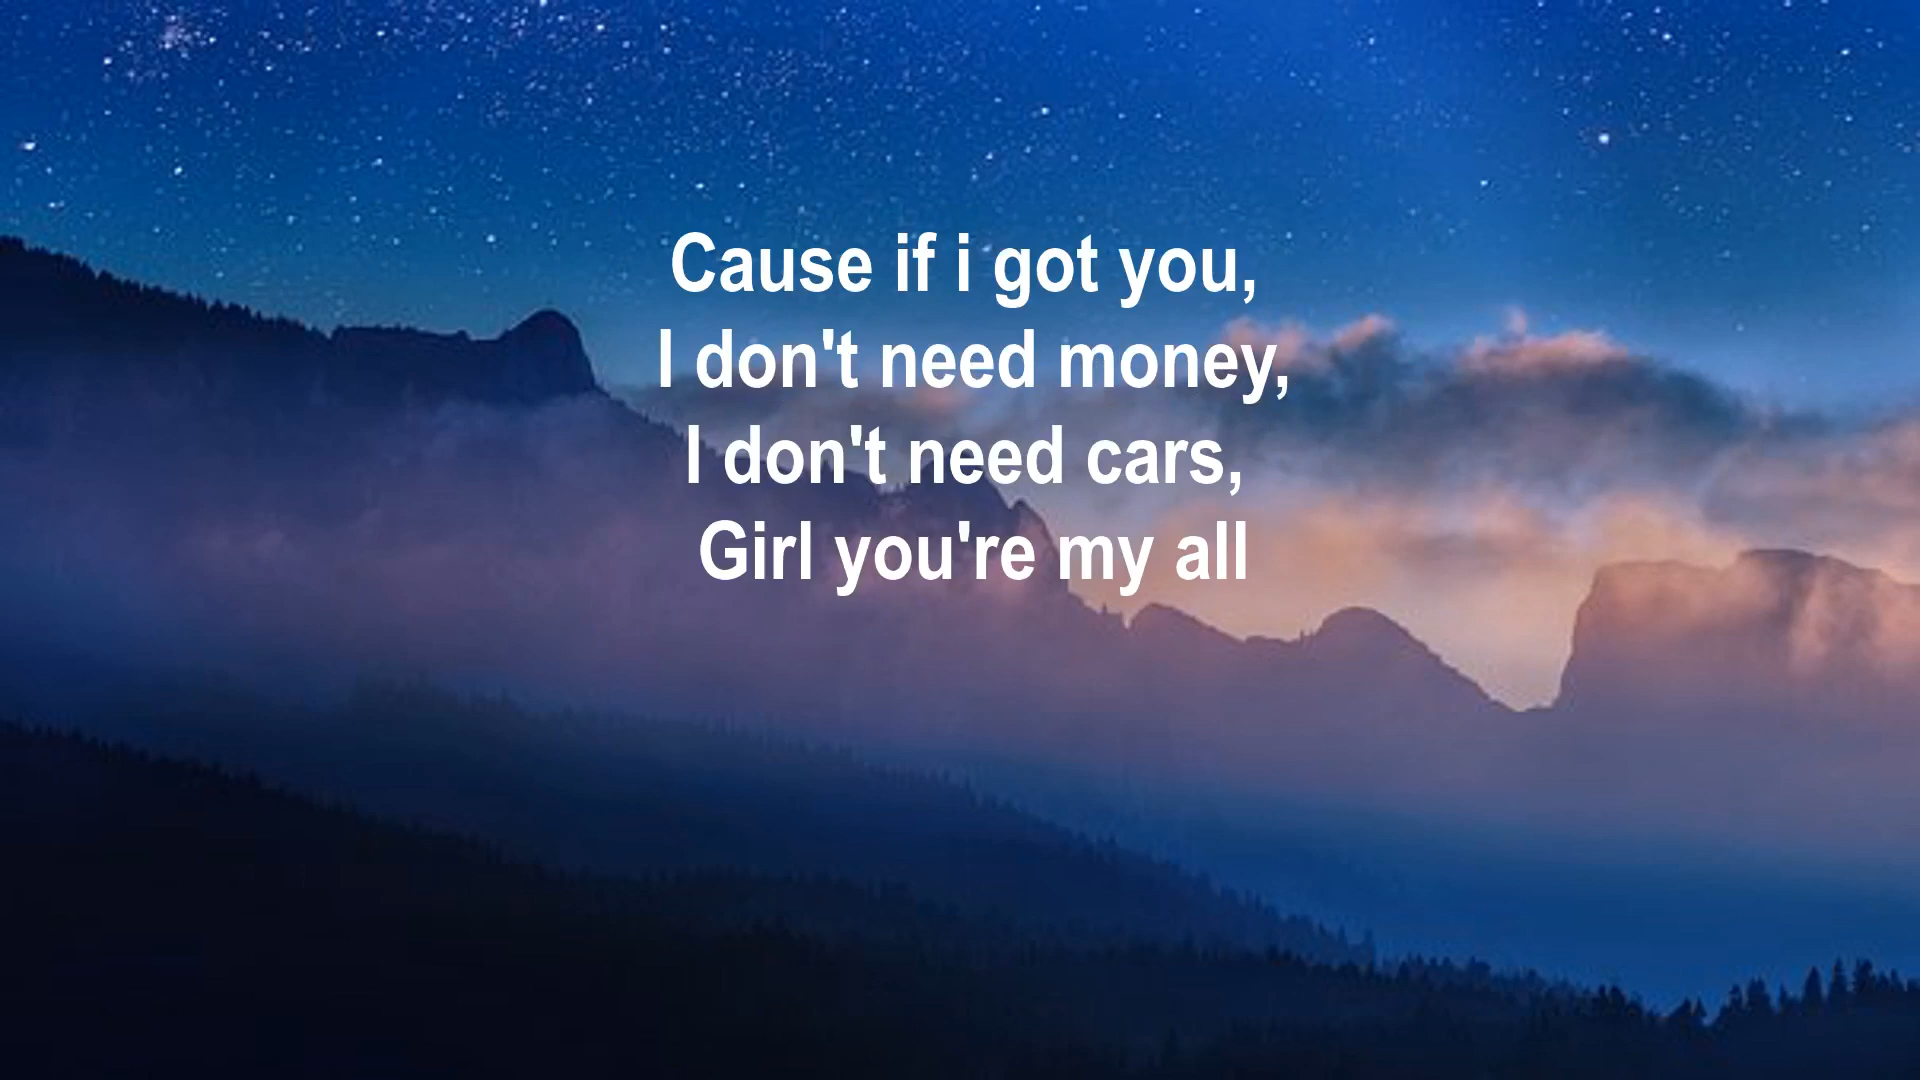 Cause if i got you,
I don't need money,
I don't need cars,
Girl you're my all